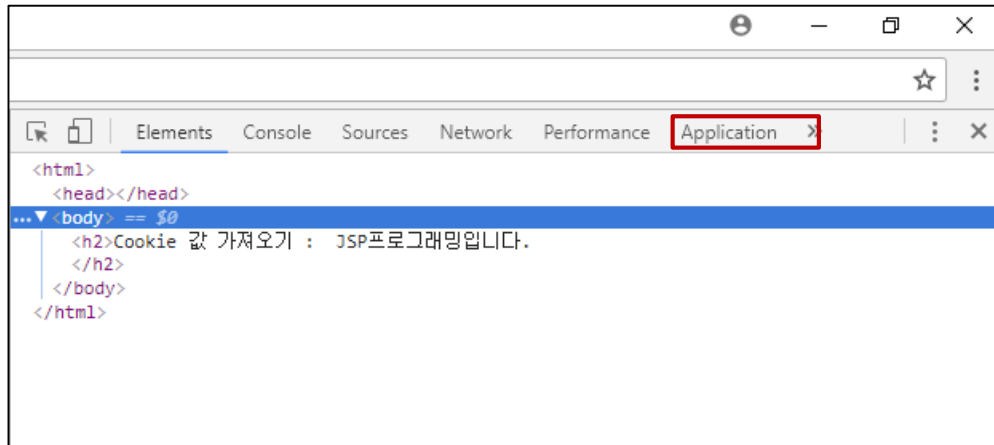 Elements Console Sources Network Performance Application »
<html>
<head></head>
...▼<body> == $0
<h2>Cookie 값 가져오기 :  JSP프로그래밍입니다.
</h2>
</body>
</html>